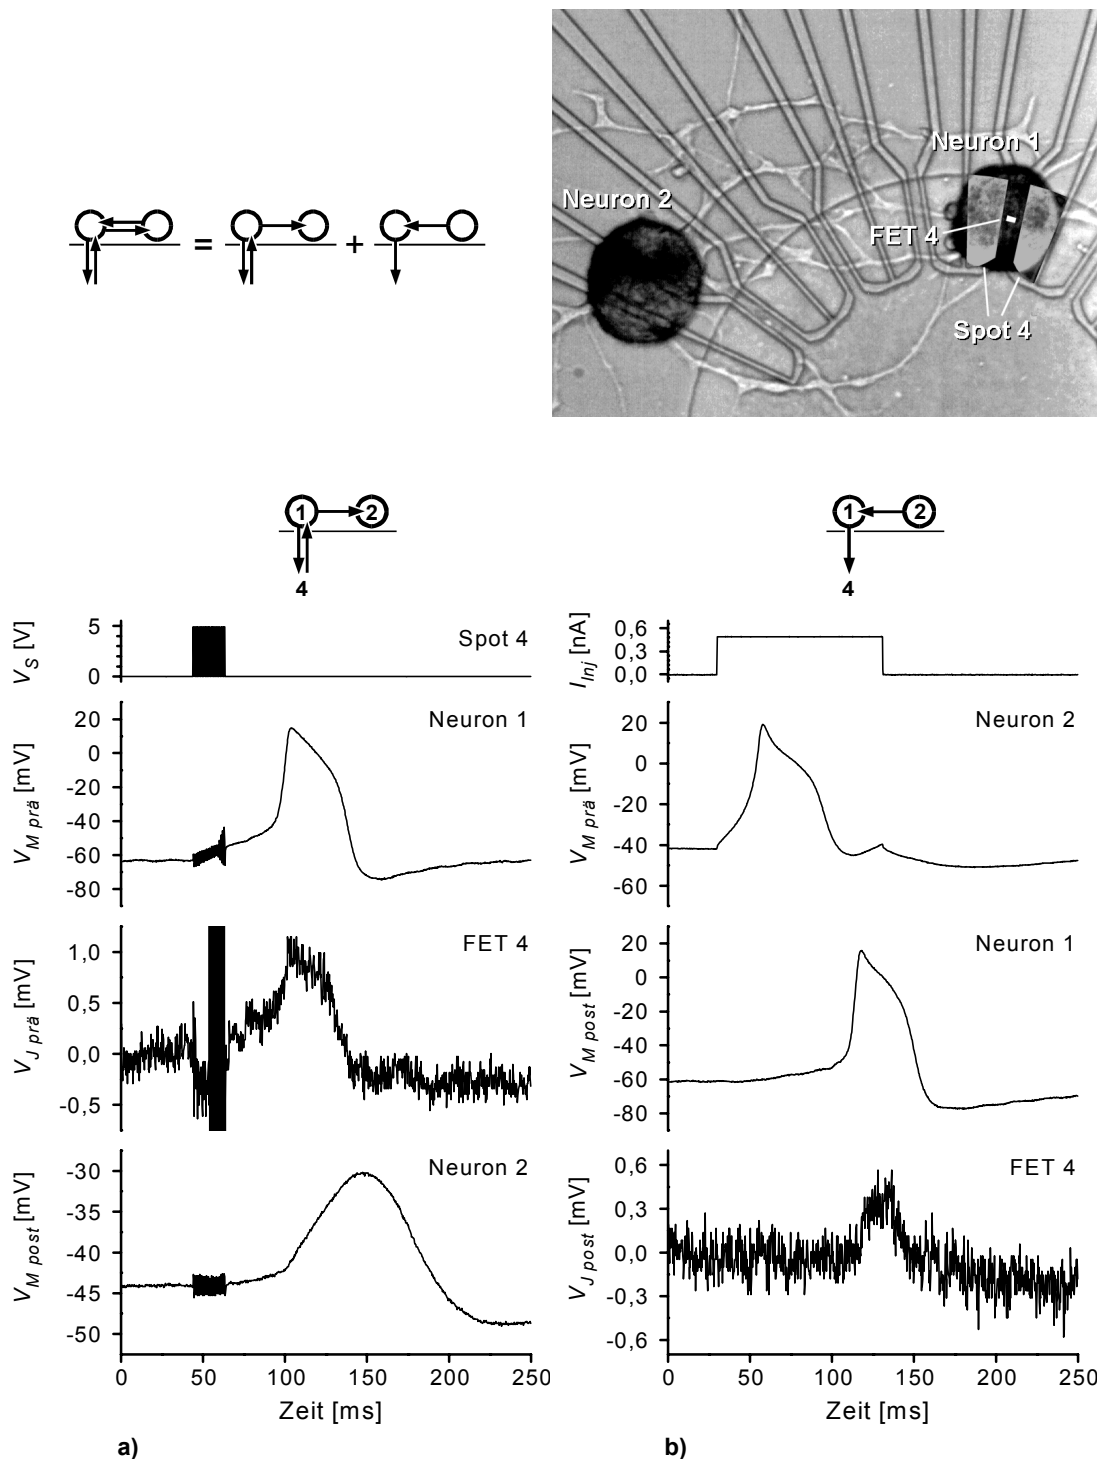 = +
Neuron 1
Neuron 2
FET 4
Spot 4
1 2
4
V_S [V]
5
0
Spot 4
V_M prä [mV]
20
0
-20
-40
-60
-80
Neuron 1
V_J prä [mV]
1,0
0,5
0,0
-0,5
FET 4
V_M post [mV]
-30
-35
-40
-45
-50
Neuron 2
0 50 100 150 200 250
Zeit [ms]
a)
1 2
4
I_Inj [nA]
0,6
0,3
0,0
V_M prä [mV]
20
0
-20
-40
-60
Neuron 2
V_M post [mV]
20
0
-20
-40
-60
-80
Neuron 1
V_J post [mV]
0,6
0,3
0,0
-0,3
-0,6
FET 4
0 50 100 150 200 250
Zeit [ms]
b)